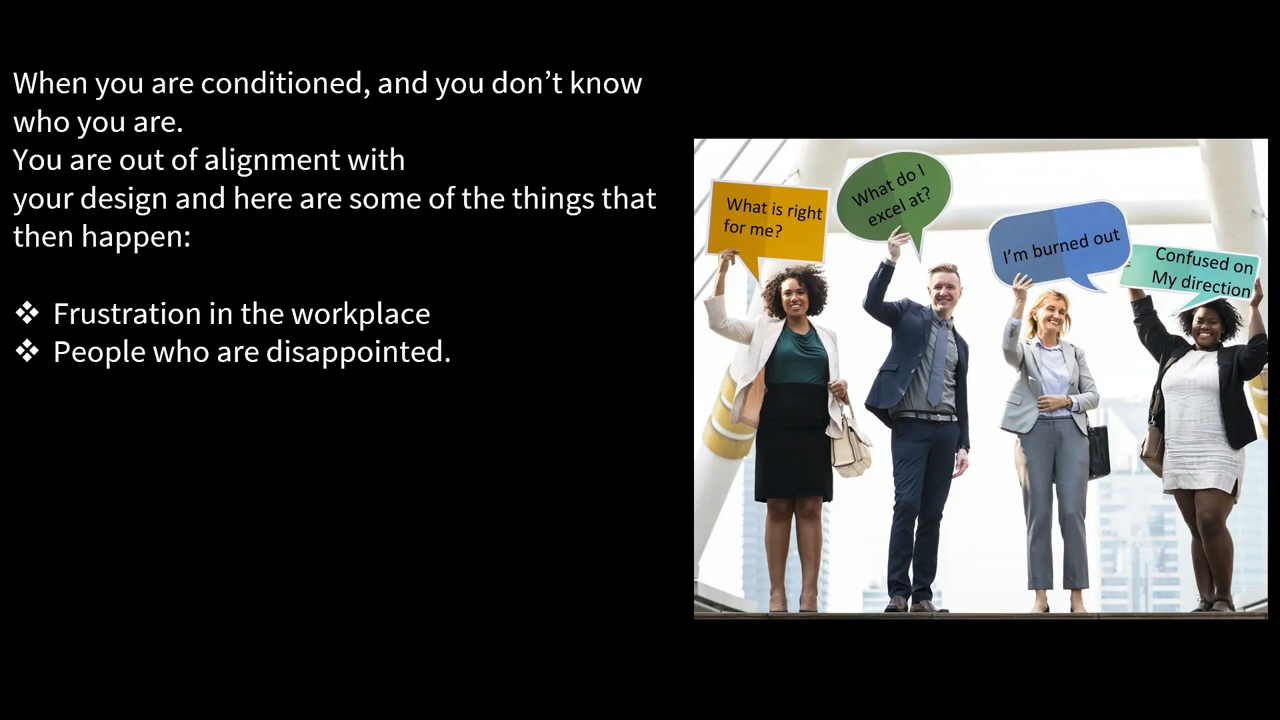 When you are conditioned, and you don’t know
who you are.
You are out of alignment with
your design and here are some of the things that
then happen:
❖ Frustration in the workplace
❖ People who are disappointed.
What is right
for me?
What do I
excel at?
I’m burned out
Confused on
My direction